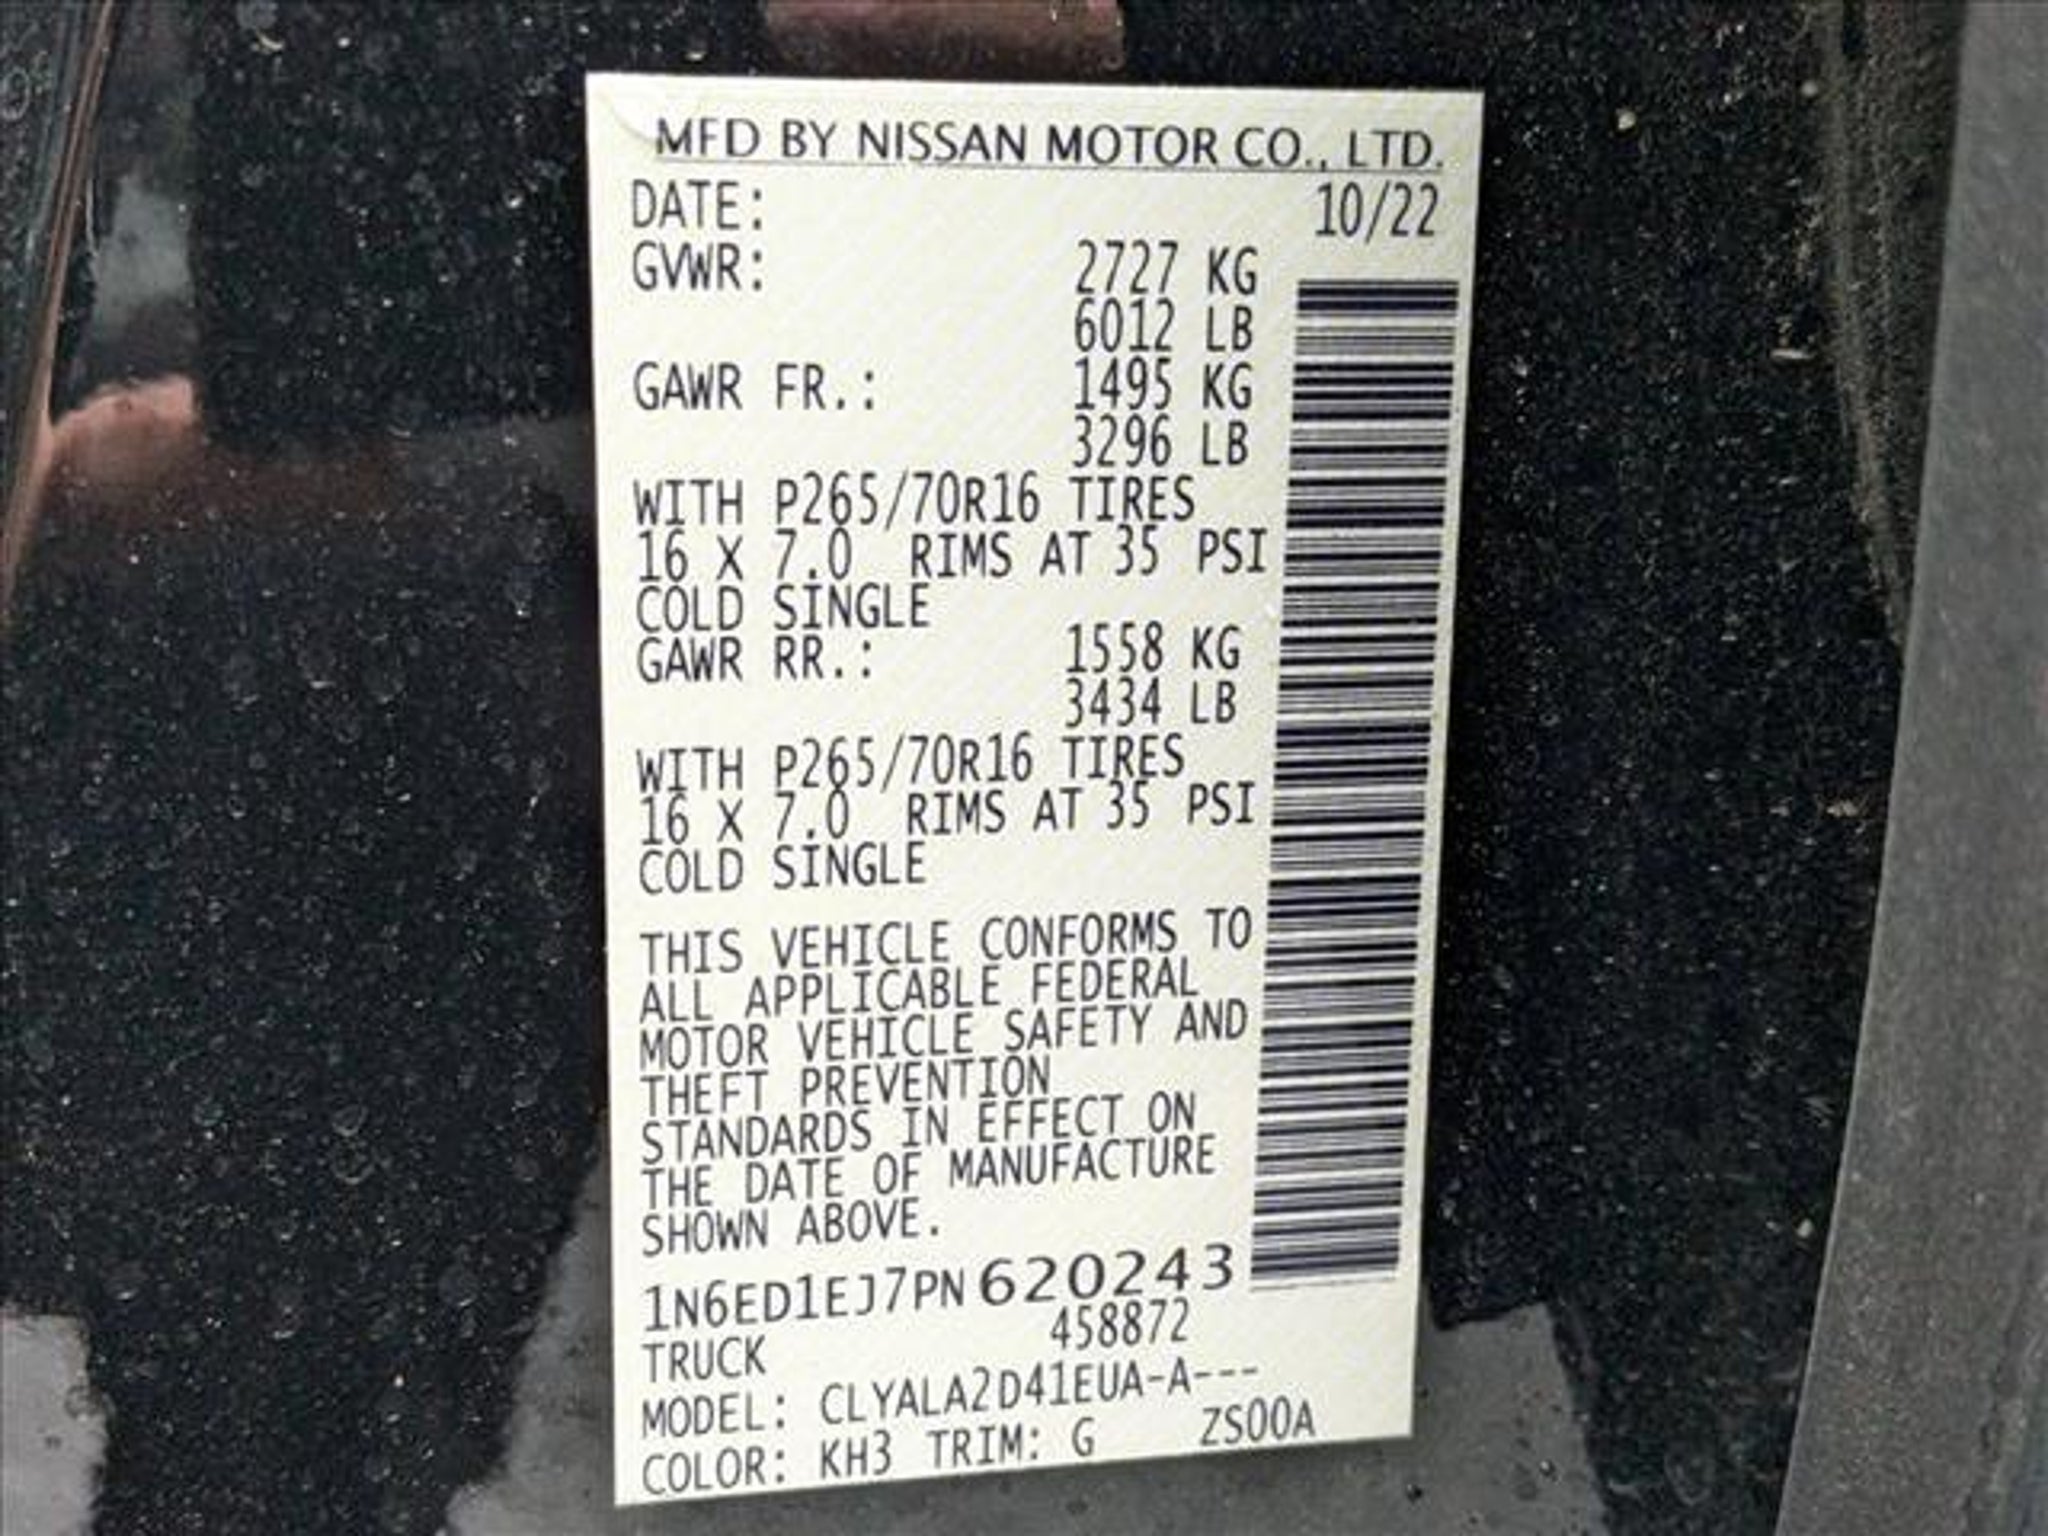 MFD BY NISSAN MOTOR CO., LTD.
DATE: 10/22
GVWR: 2727 KG
6012 LB
GAWR FR.: 1495 KG
3296 LB
WITH P265/70R16 TIRES
16 X 7.0 RIMS AT 35 PSI
COLD SINGLE
GAWR RR.: 1558 KG
3434 LB
WITH P265/70R16 TIRES
16 X 7.0 RIMS AT 35 PSI
COLD SINGLE
THIS VEHICLE CONFORMS TO
ALL APPLICABLE FEDERAL
MOTOR VEHICLE SAFETY AND
THEFT PREVENTION
STANDARDS IN EFFECT ON
THE DATE OF MANUFACTURE
SHOWN ABOVE.
1N6ED1EJ7PN620243
TRUCK 458872
MODEL: CLYALA2D41EUA-A---
COLOR: KH3 TRIM: G ZS00A